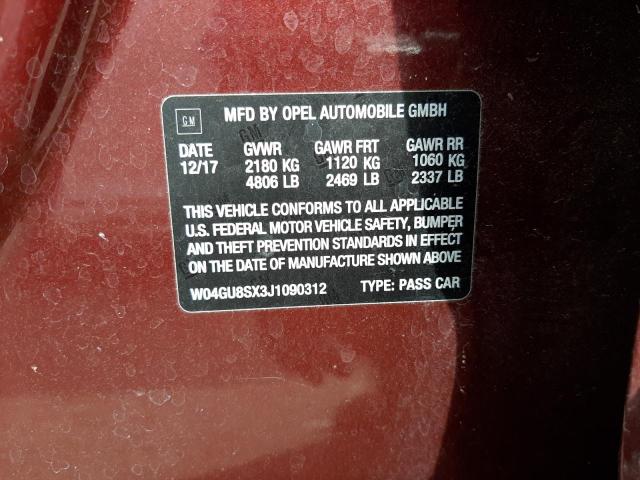 GM MFD BY OPEL AUTOMOBILE GMBH
DATE GVWR GAWR FRT GAWR RR
12/17 2180 KG 1120 KG 1060 KG
4806 LB 2469 LB 2337 LB
THIS VEHICLE CONFORMS TO ALL APPLICABLE
U.S. FEDERAL MOTOR VEHICLE SAFETY, BUMPER
AND THEFT PREVENTION STANDARDS IN EFFECT
ON THE DATE OF MANUFACTURE SHOWN ABOVE
W04GU8SX3J1090312 TYPE: PASS CAR